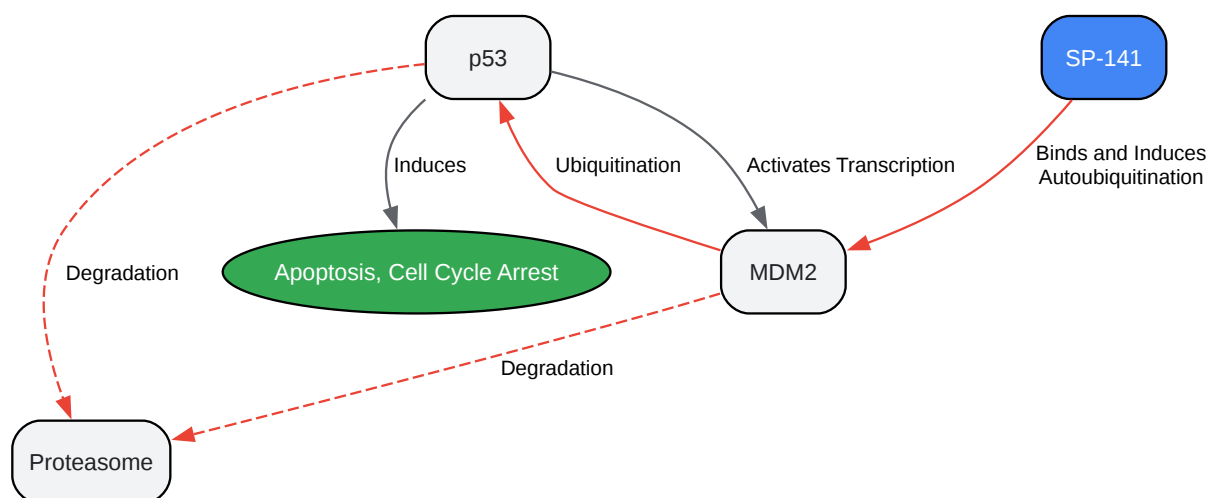 p53
SP-141
Induces
Ubiquitination
Activates Transcription
Binds and Induces
Autoubiquitination
Degradation
Apoptosis, Cell Cycle Arrest
MDM2
Degradation
Proteasome